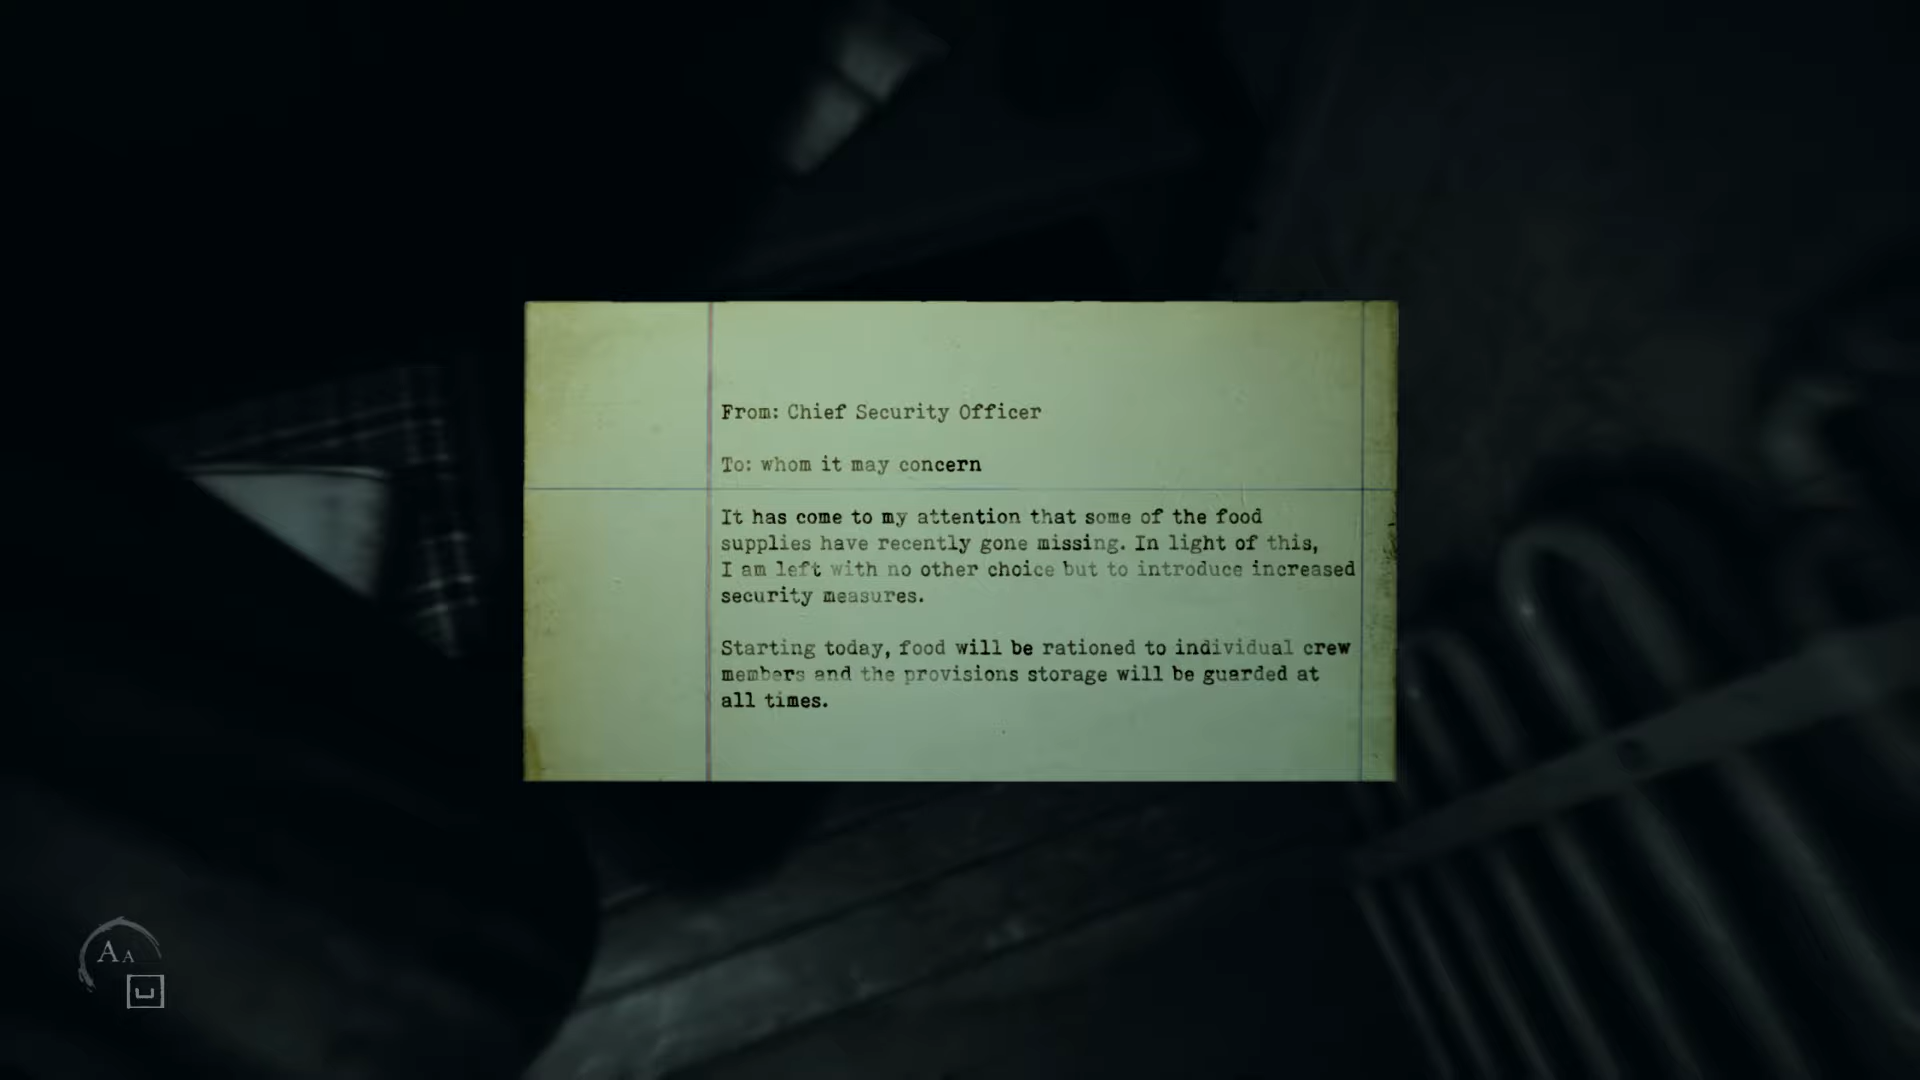 From: Chief Security Officer
To: whom it may concern
It has come to my attention that some of the food
supplies have recently gone missing. In light of this,
I am left with no other choice but to introduce increased
security measures.
Starting today, food will be rationed to individual crew
members and the provisions storage will be guarded at
all times.
AA